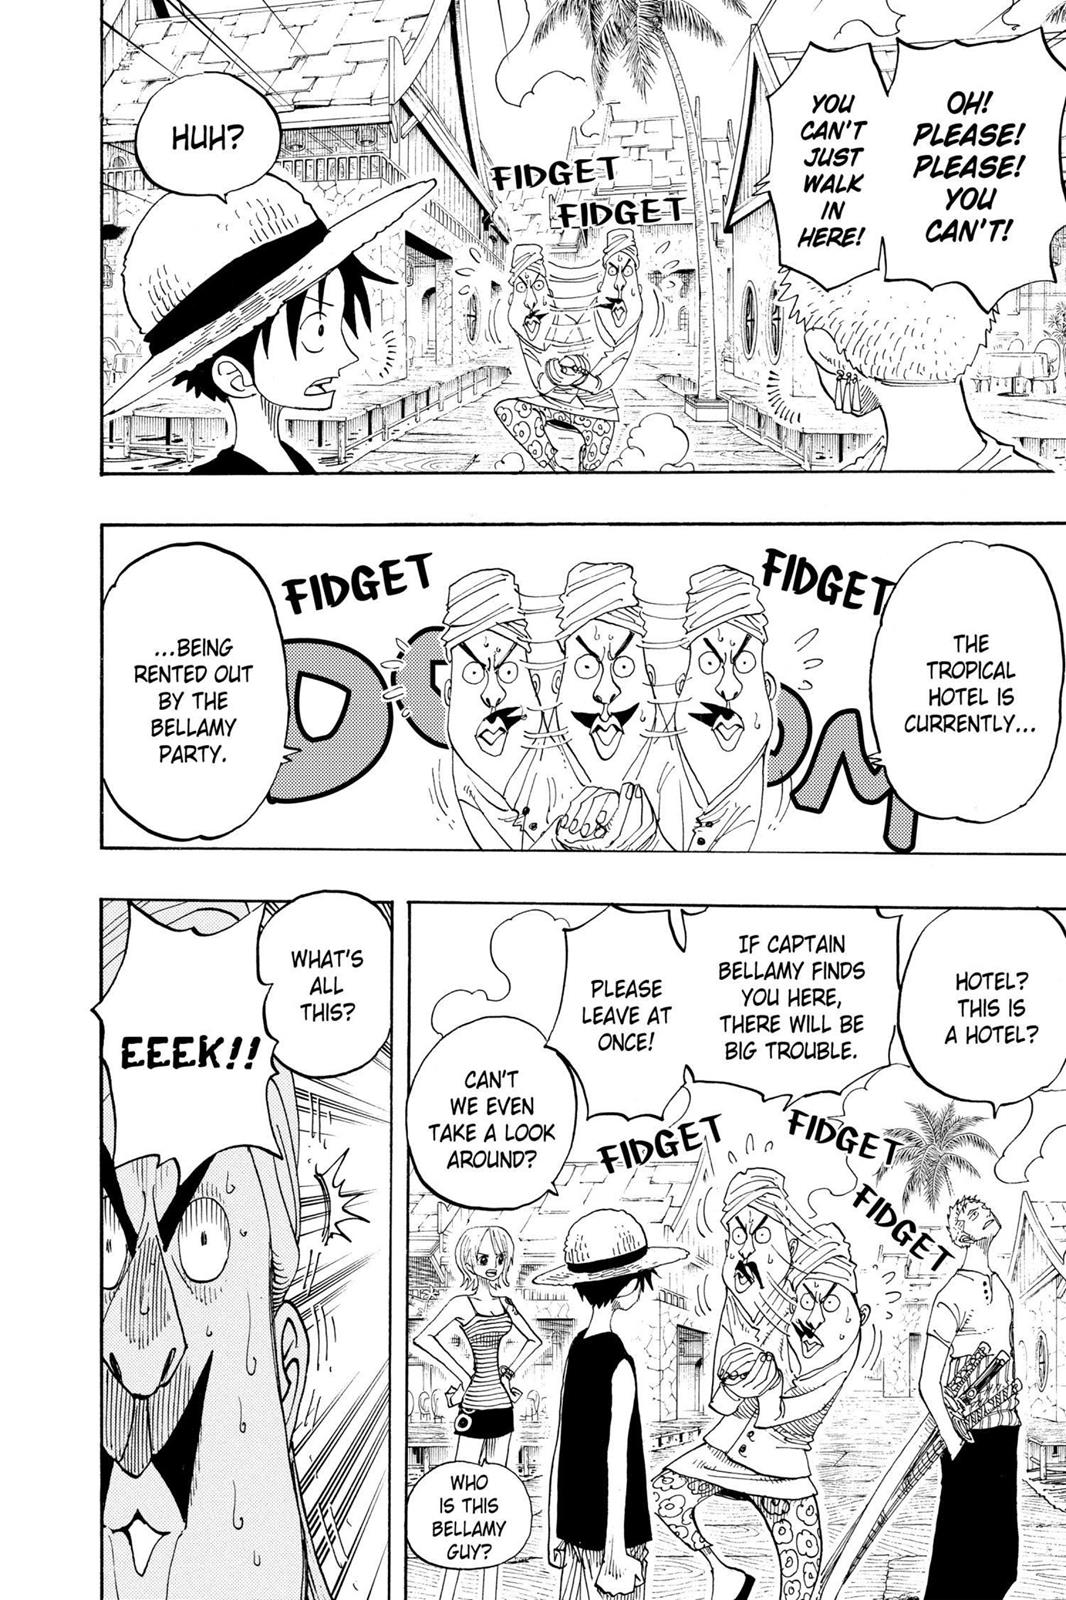 OH!
PLEASE!
PLEASE!
YOU
CAN'T!
YOU
CAN'T
JUST
WALK
IN
HERE!
FIDGET
FIDGET
HUH?
THE
TROPICAL
HOTEL IS
CURRENTLY...
FIDGET
DOOM
FIDGET
...BEING
RENTED OUT
BY THE
BELLAMY
PARTY.
HOTEL?
THIS IS
A HOTEL?
IF CAPTAIN
BELLAMY FINDS
YOU HERE,
THERE WILL BE
BIG TROUBLE.
PLEASE
LEAVE AT
ONCE!
CAN'T
WE EVEN
TAKE A LOOK
AROUND?
FIDGET
FIDGET
FIDGET
WHO
IS THIS
BELLAMY
GUY?
WHAT'S
ALL
THIS?
EEEK!!